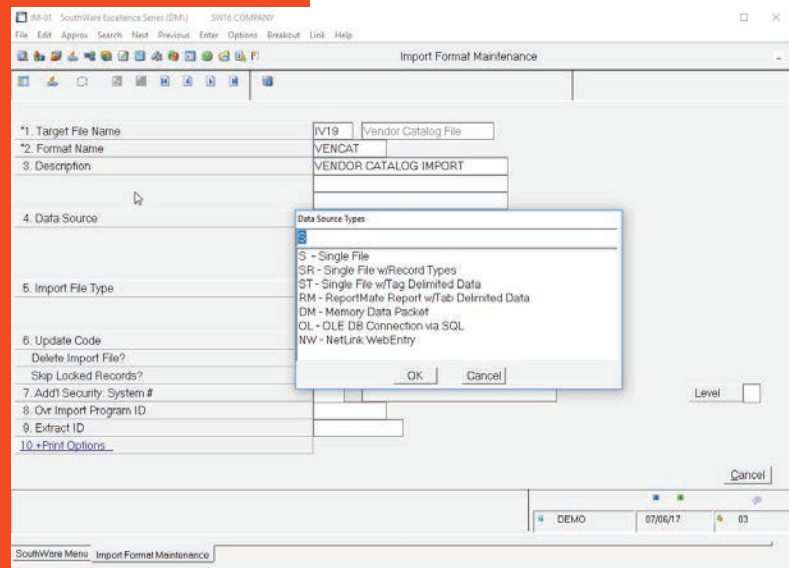 IM-01 SouthWare Excellence Series (DM\) SW16 COMPANY
File Edit Approx Search Next Previous Enter Options Breakout Link Help
Import Format Maintenance
*1. Target File Name IV19 Vendor Catalog File
*2. Format Name VENCAT
3. Description VENDOR CATALOG IMPORT
4. Data Source
Data Source Types
S
S - Single File
SR - Single File w/Record Types
ST - Single File w/Tag Delimited Data
RM - ReportMate Report w/Tab Delimited Data
DM - Memory Data Packet
OL - OLE DB Connection via SQL
NW - NetLink WebEntry
OK Cancel
5. Import File Type
6. Update Code
Delete Import File?
Skip Locked Records?
7. Add'l Security: System # Level
8. Ovr Import Program ID
9. Extract ID
10.+Print Options
Cancel
DEMO 07/06/17 03
SouthWare Menu Import Format Maintenance